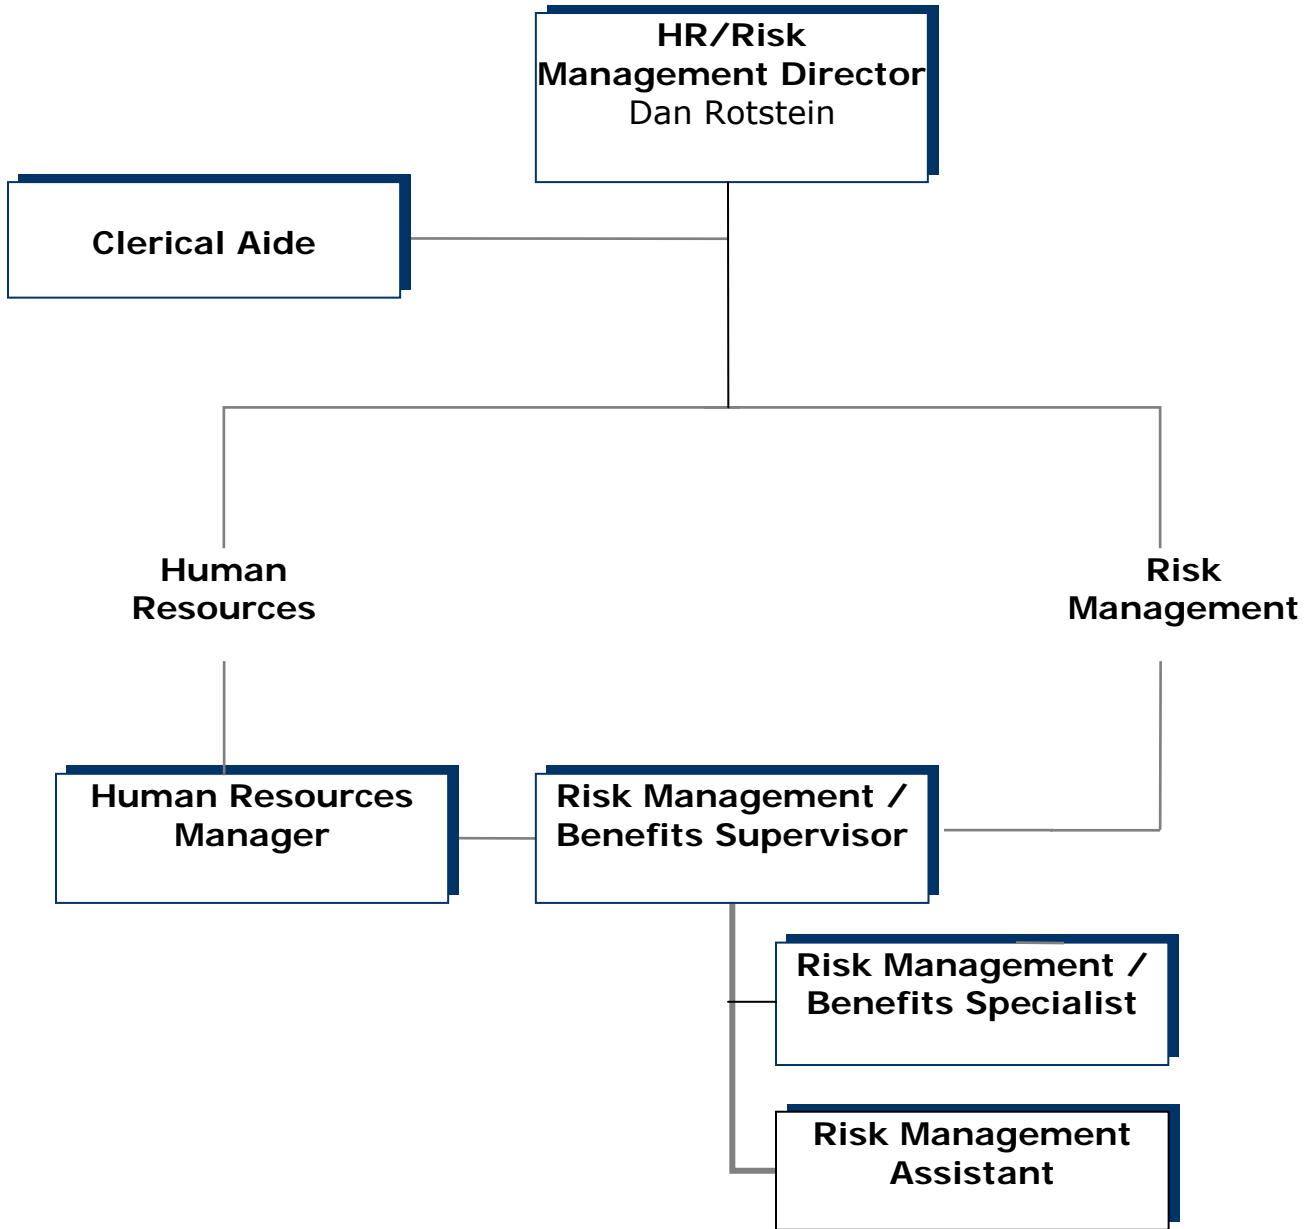 HR/Risk
Management Director
Dan Rotstein
Clerical Aide
Human
Resources
Risk
Management
Human Resources
Manager
Risk Management /
Benefits Supervisor
Risk Management /
Benefits Specialist
Risk Management
Assistant